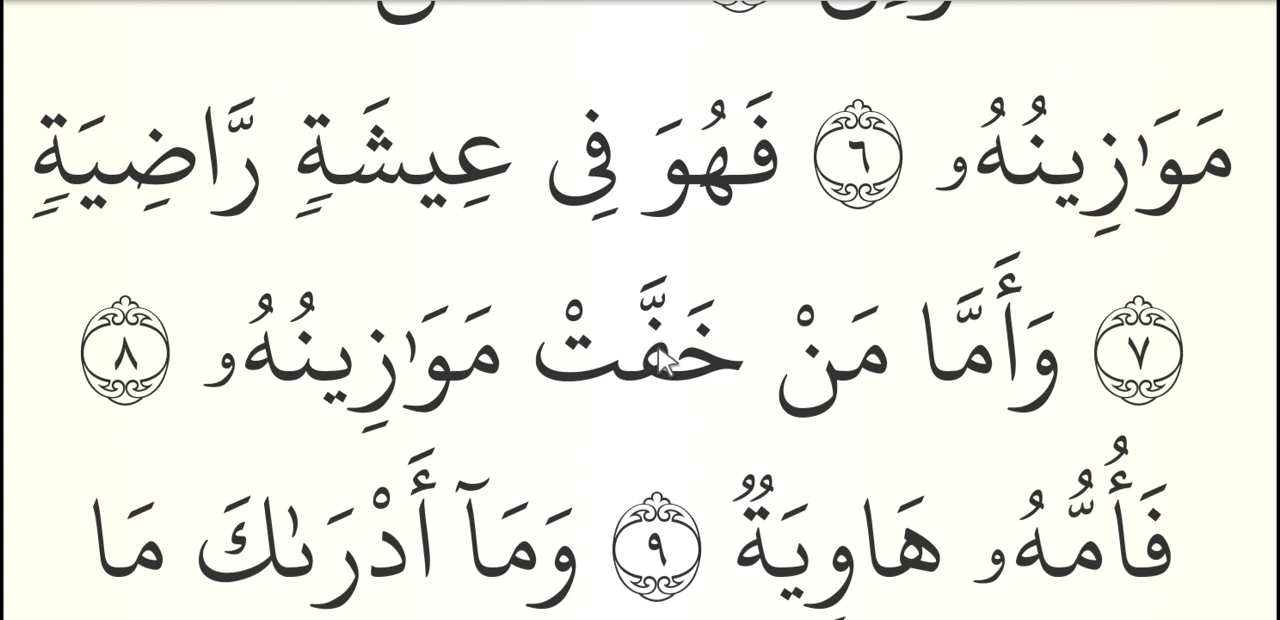 مَوَٰزِينُهُۥ ٦ فَهُوَ فِى عِيشَةٍ رَّاضِيَةٍ
٧ وَأَمَّا مَنْ خَفَّتْ مَوَٰزِينُهُۥ ٨
فَأُمُّهُۥ هَاوِيَةٌ ٩ وَمَآ أَدْرَىٰكَ مَا